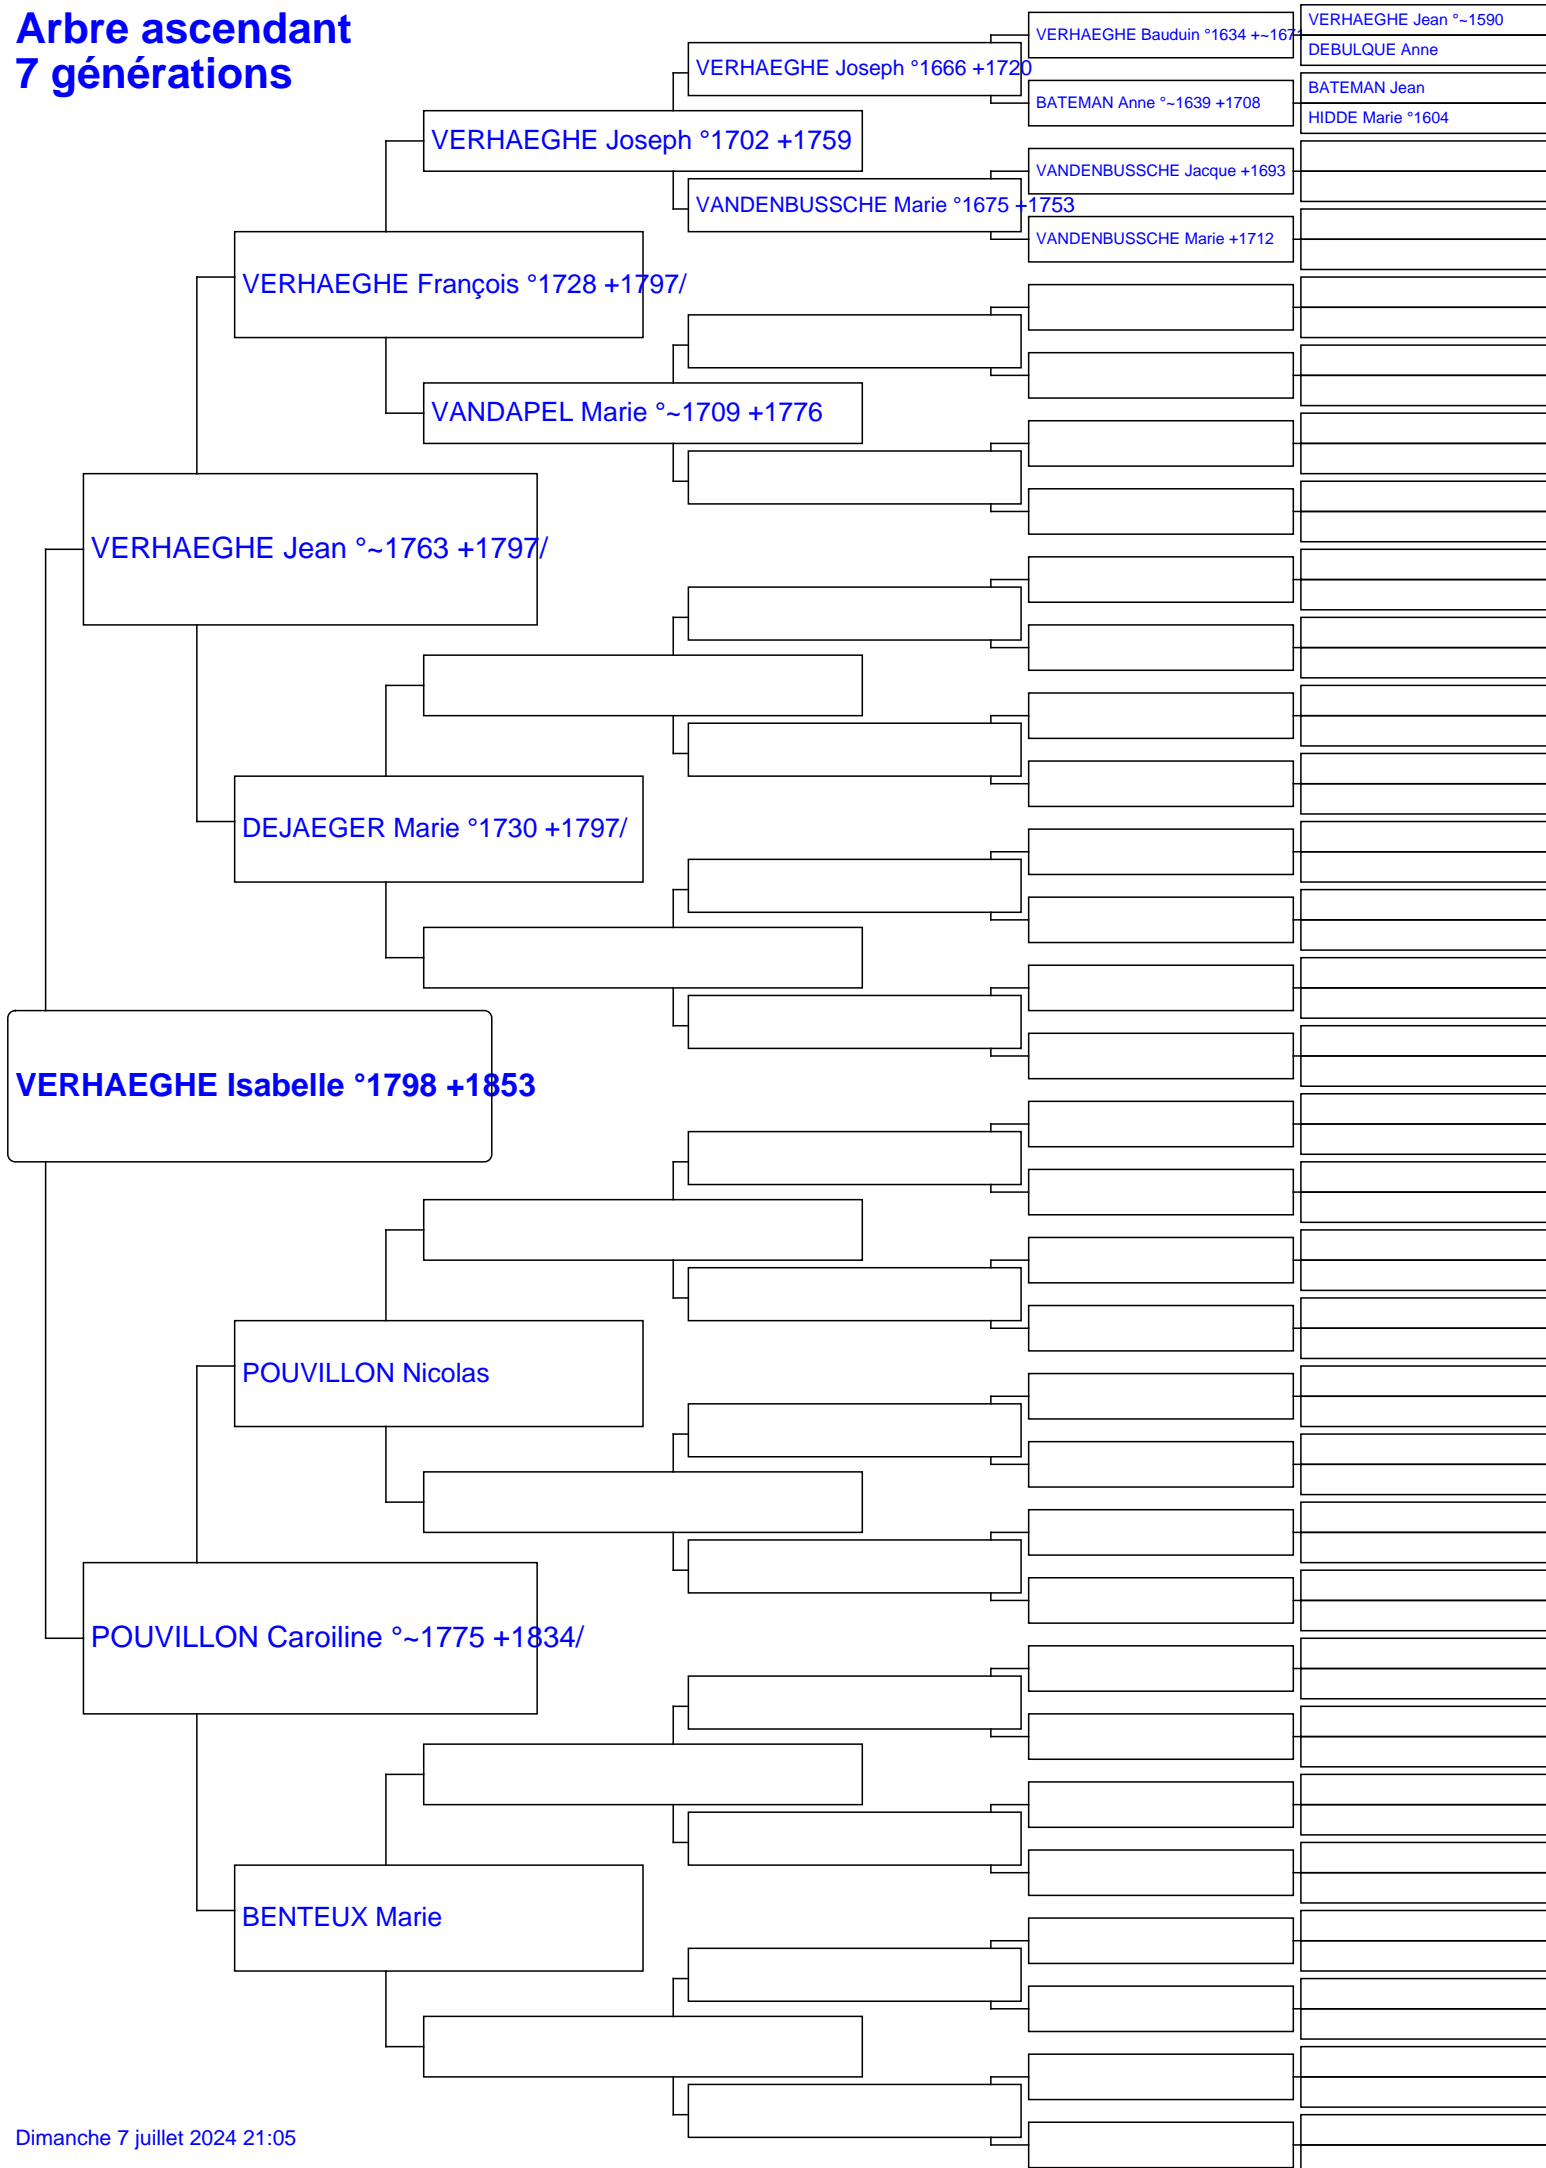 Arbre ascendant
7 générations
VERHAEGHE Jean °~1590
VERHAEGHE Bauduin °1634 +~167
DEBULQUE Anne
VERHAEGHE Joseph °1666 +1720
BATEMAN Jean
BATEMAN Anne °~1639 +1708
HIDDE Marie °1604
VERHAEGHE Joseph °1702 +1759
VANDENBUSSCHE Jacque +1693
VANDENBUSSCHE Marie °1675 +1753
VANDENBUSSCHE Marie +1712
VERHAEGHE François °1728 +1797/
VANDAPEL Marie °~1709 +1776
VERHAEGHE Jean °~1763 +1797/
DEJAEGER Marie °1730 +1797/
VERHAEGHE Isabelle °1798 +1853
POUVILLON Nicolas
POUVILLON Caroiline °~1775 +1834/
BENTEUX Marie
Dimanche 7 juillet 2024 21:05